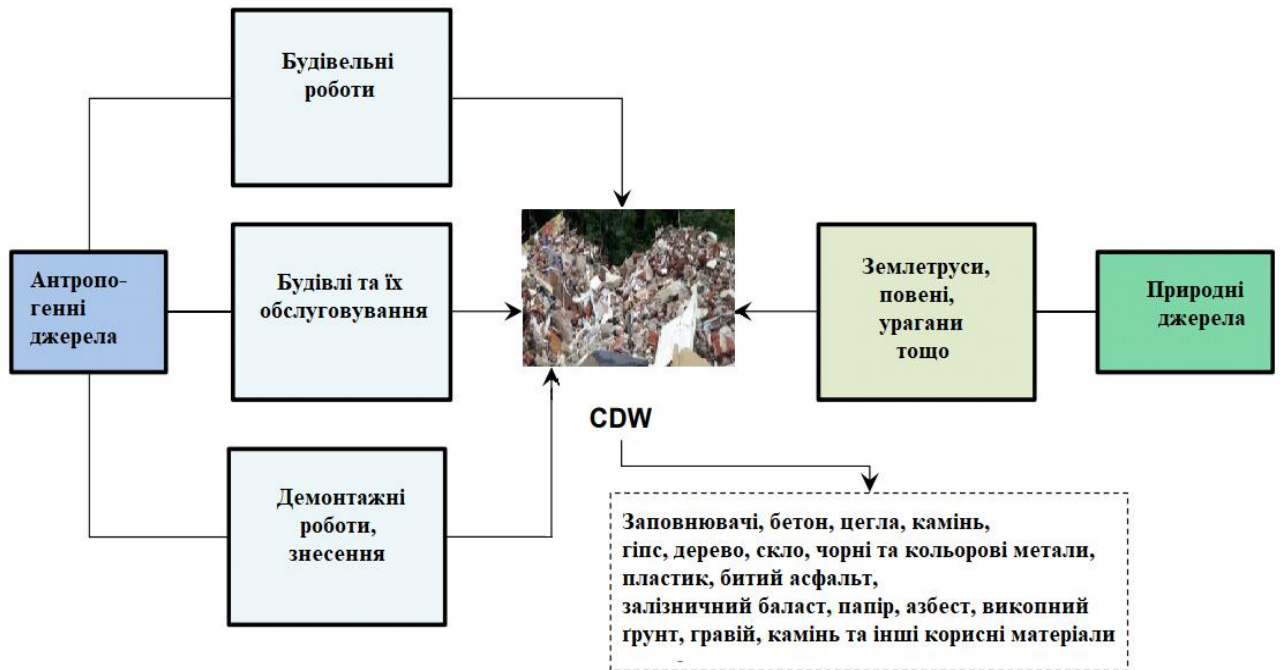 Будівельні
роботи
Антропо-
генні
джерела
Будівлі та їх
обслуговування
Демонтажні
роботи,
знесення
Землетруси,
повені,
урагани
тощо
Природні
джерела
CDW
Заповнювачі, бетон, цегла, камінь,
гіпс, дерево, скло, чорні та кольорові метали,
пластик, битий асфальт,
залізничний баласт, папір, азбест, викопний
ґрунт, гравій, камінь та інші корисні матеріали